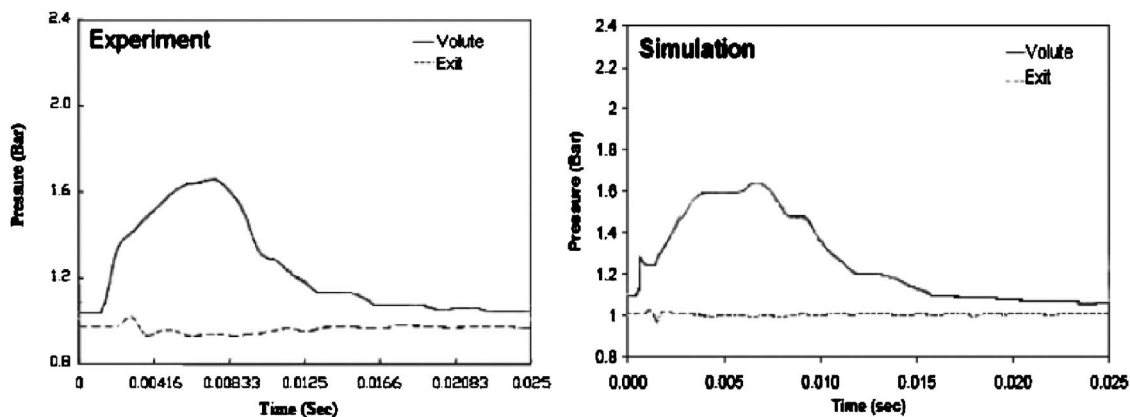 Experiment
Volute
Exit
Pressure (Bar)
2.4
2.0
1.6
1.2
0.8
0
0.00416
0.00833
0.0125
0.0166
0.02083
0.025
Time (Sec)
Simulation
Volute
Exit
Pressure (Bar)
2.4
2.2
2
1.8
1.6
1.4
1.2
1
0.8
0.000
0.005
0.010
0.015
0.020
0.025
Time (sec)